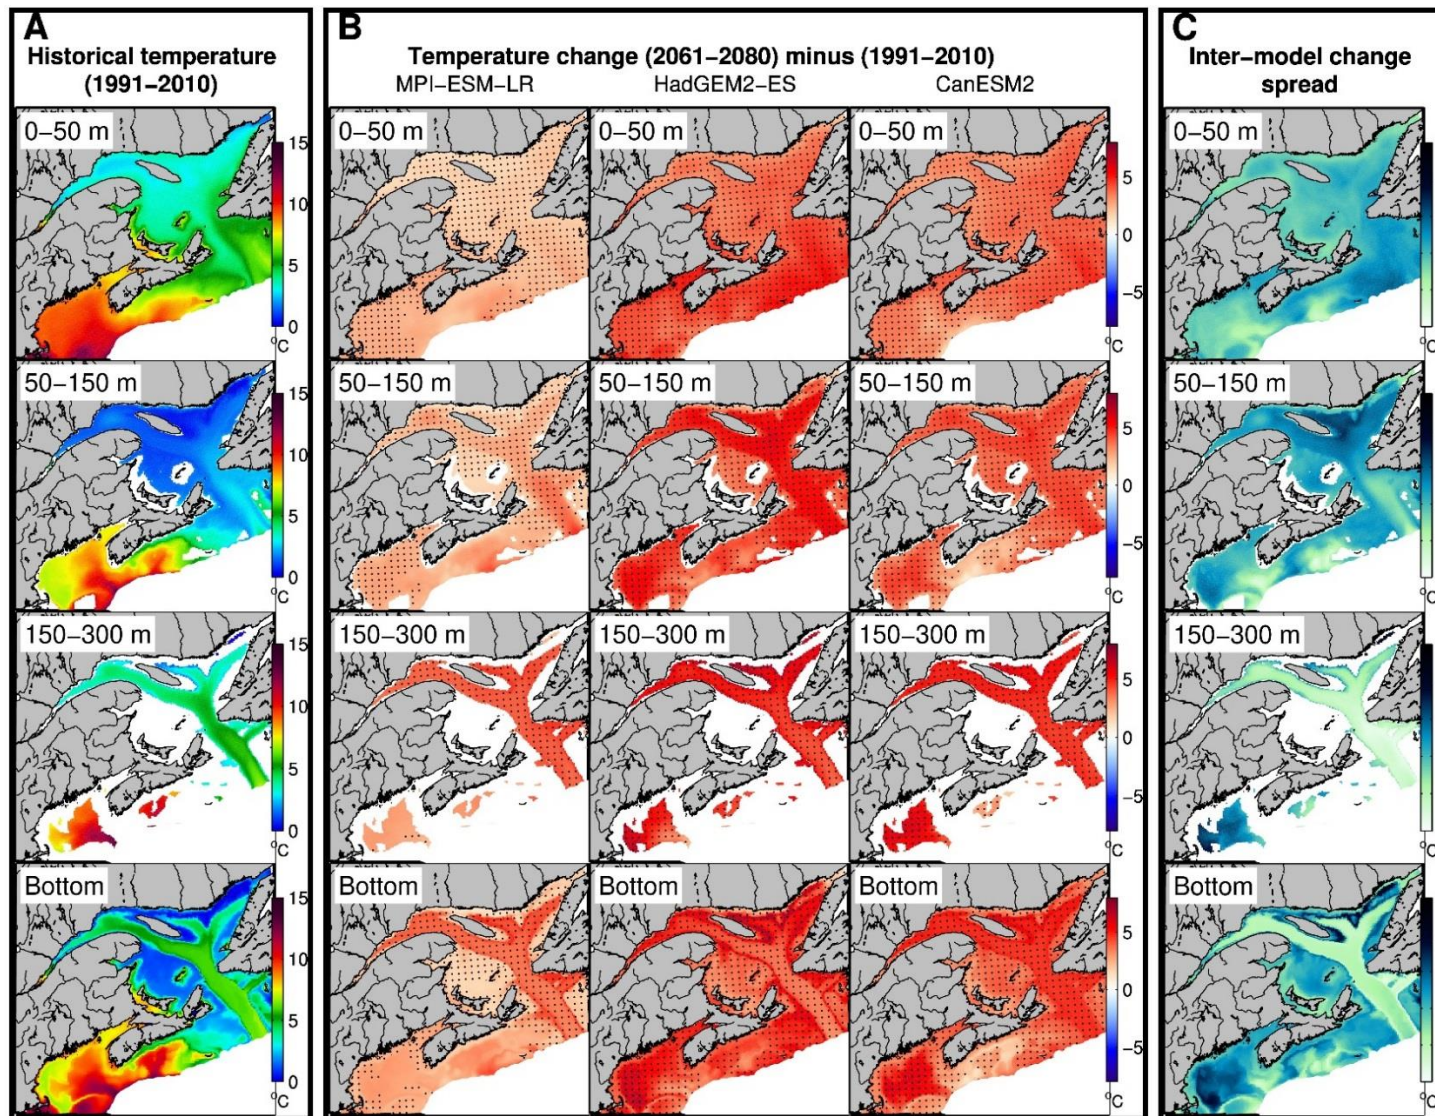 A
Historical temperature
(1991–2010)
B
Temperature change (2061–2080) minus (1991–2010)
MPI–ESM–LR HadGEM2–ES CanESM2
C
Inter–model change
spread
0–50 m 15 10 5 0 °C
0–50 m 0–50 m 0–50 m 5 0 −5 °C
0–50 m °C
50–150 m 15 10 5 0 °C
50–150 m 50–150 m 50–150 m 5 0 −5 °C
50–150 m °C
150–300 m 15 10 5 0 °C
150–300 m 150–300 m 150–300 m 5 0 −5 °C
150–300 m °C
Bottom 15 10 5 0 °C
Bottom Bottom Bottom 5 0 −5 °C
Bottom °C